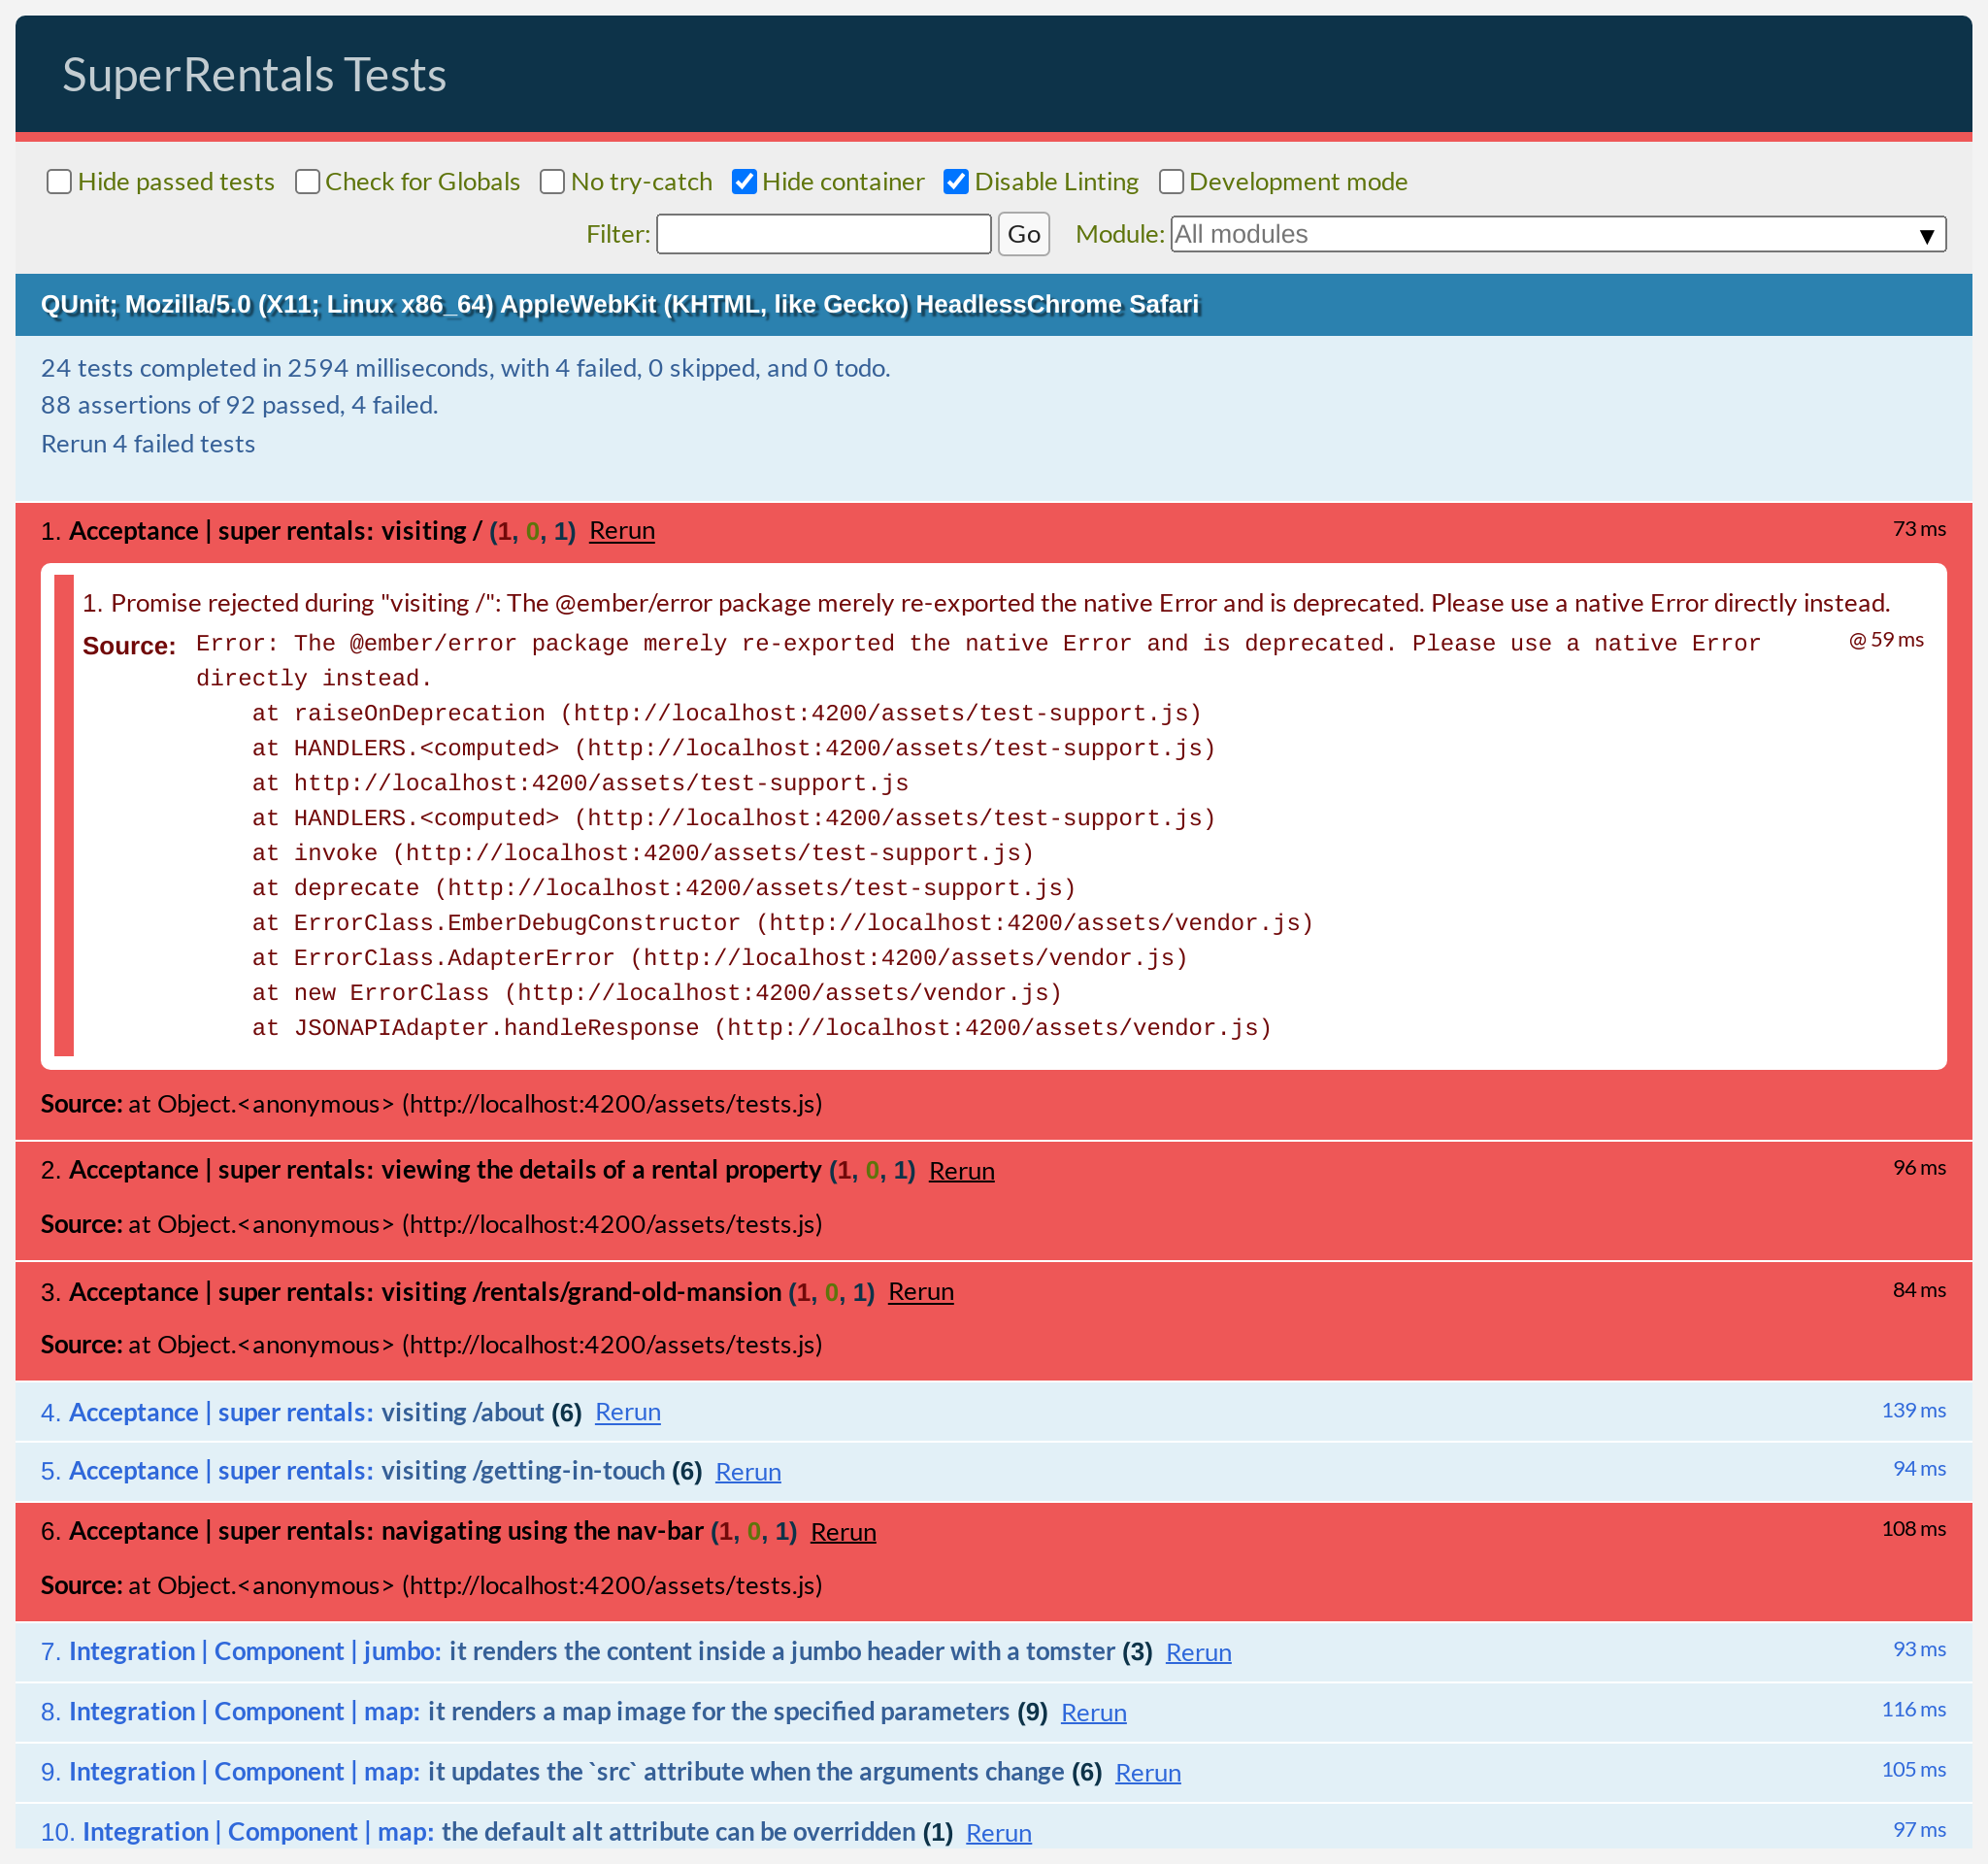 SuperRentals Tests
Hide passed tests Check for Globals No try-catch Hide container Disable Linting Development mode
Filter: Go Module: All modules ▼
QUnit; Mozilla/5.0 (X11; Linux x86_64) AppleWebKit (KHTML, like Gecko) HeadlessChrome Safari
24 tests completed in 2594 milliseconds, with 4 failed, 0 skipped, and 0 todo.
88 assertions of 92 passed, 4 failed.
Rerun 4 failed tests
1. Acceptance | super rentals: visiting / (1, 0, 1) Rerun 73 ms
1. Promise rejected during "visiting /": The @ember/error package merely re-exported the native Error and is deprecated. Please use a native Error directly instead.
Source: Error: The @ember/error package merely re-exported the native Error and is deprecated. Please use a native Error @ 59 ms
directly instead.
at raiseOnDeprecation (http://localhost:4200/assets/test-support.js)
at HANDLERS.<computed> (http://localhost:4200/assets/test-support.js)
at http://localhost:4200/assets/test-support.js
at HANDLERS.<computed> (http://localhost:4200/assets/test-support.js)
at invoke (http://localhost:4200/assets/test-support.js)
at deprecate (http://localhost:4200/assets/test-support.js)
at ErrorClass.EmberDebugConstructor (http://localhost:4200/assets/vendor.js)
at ErrorClass.AdapterError (http://localhost:4200/assets/vendor.js)
at new ErrorClass (http://localhost:4200/assets/vendor.js)
at JSONAPIAdapter.handleResponse (http://localhost:4200/assets/vendor.js)
Source: at Object.<anonymous> (http://localhost:4200/assets/tests.js)
2. Acceptance | super rentals: viewing the details of a rental property (1, 0, 1) Rerun 96 ms
Source: at Object.<anonymous> (http://localhost:4200/assets/tests.js)
3. Acceptance | super rentals: visiting /rentals/grand-old-mansion (1, 0, 1) Rerun 84 ms
Source: at Object.<anonymous> (http://localhost:4200/assets/tests.js)
4. Acceptance | super rentals: visiting /about (6) Rerun 139 ms
5. Acceptance | super rentals: visiting /getting-in-touch (6) Rerun 94 ms
6. Acceptance | super rentals: navigating using the nav-bar (1, 0, 1) Rerun 108 ms
Source: at Object.<anonymous> (http://localhost:4200/assets/tests.js)
7. Integration | Component | jumbo: it renders the content inside a jumbo header with a tomster (3) Rerun 93 ms
8. Integration | Component | map: it renders a map image for the specified parameters (9) Rerun 116 ms
9. Integration | Component | map: it updates the `src` attribute when the arguments change (6) Rerun 105 ms
10. Integration | Component | map: the default alt attribute can be overridden (1) Rerun 97 ms